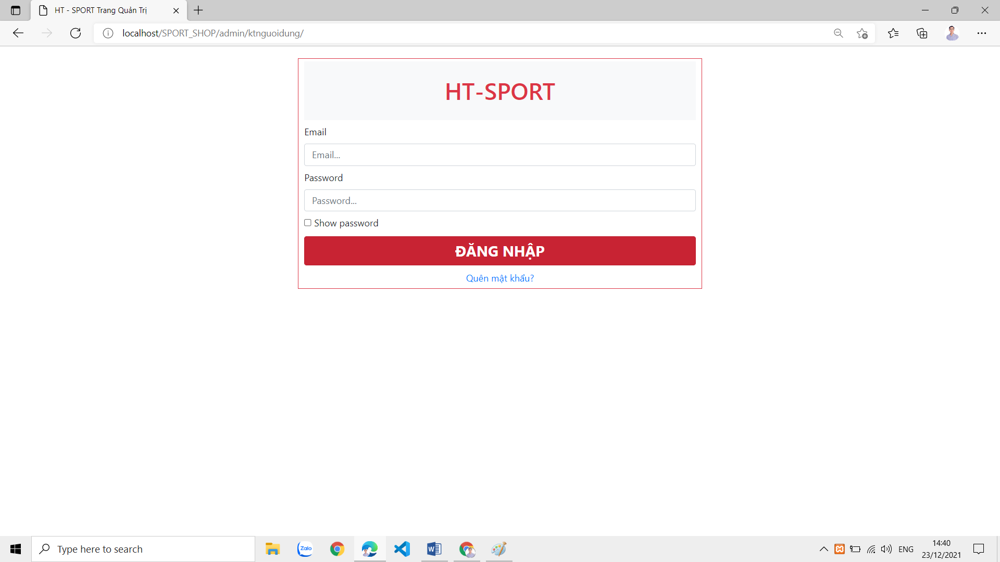 HT - SPORT Trang Quản Trị
localhost/SPORT_SHOP/admin/ktnguoidung/
HT-SPORT
Email
Email...
Password
Password...
Show password
ĐĂNG NHẬP
Quên mật khẩu?
Type here to search
Zalo
ENG
14:40
23/12/2021